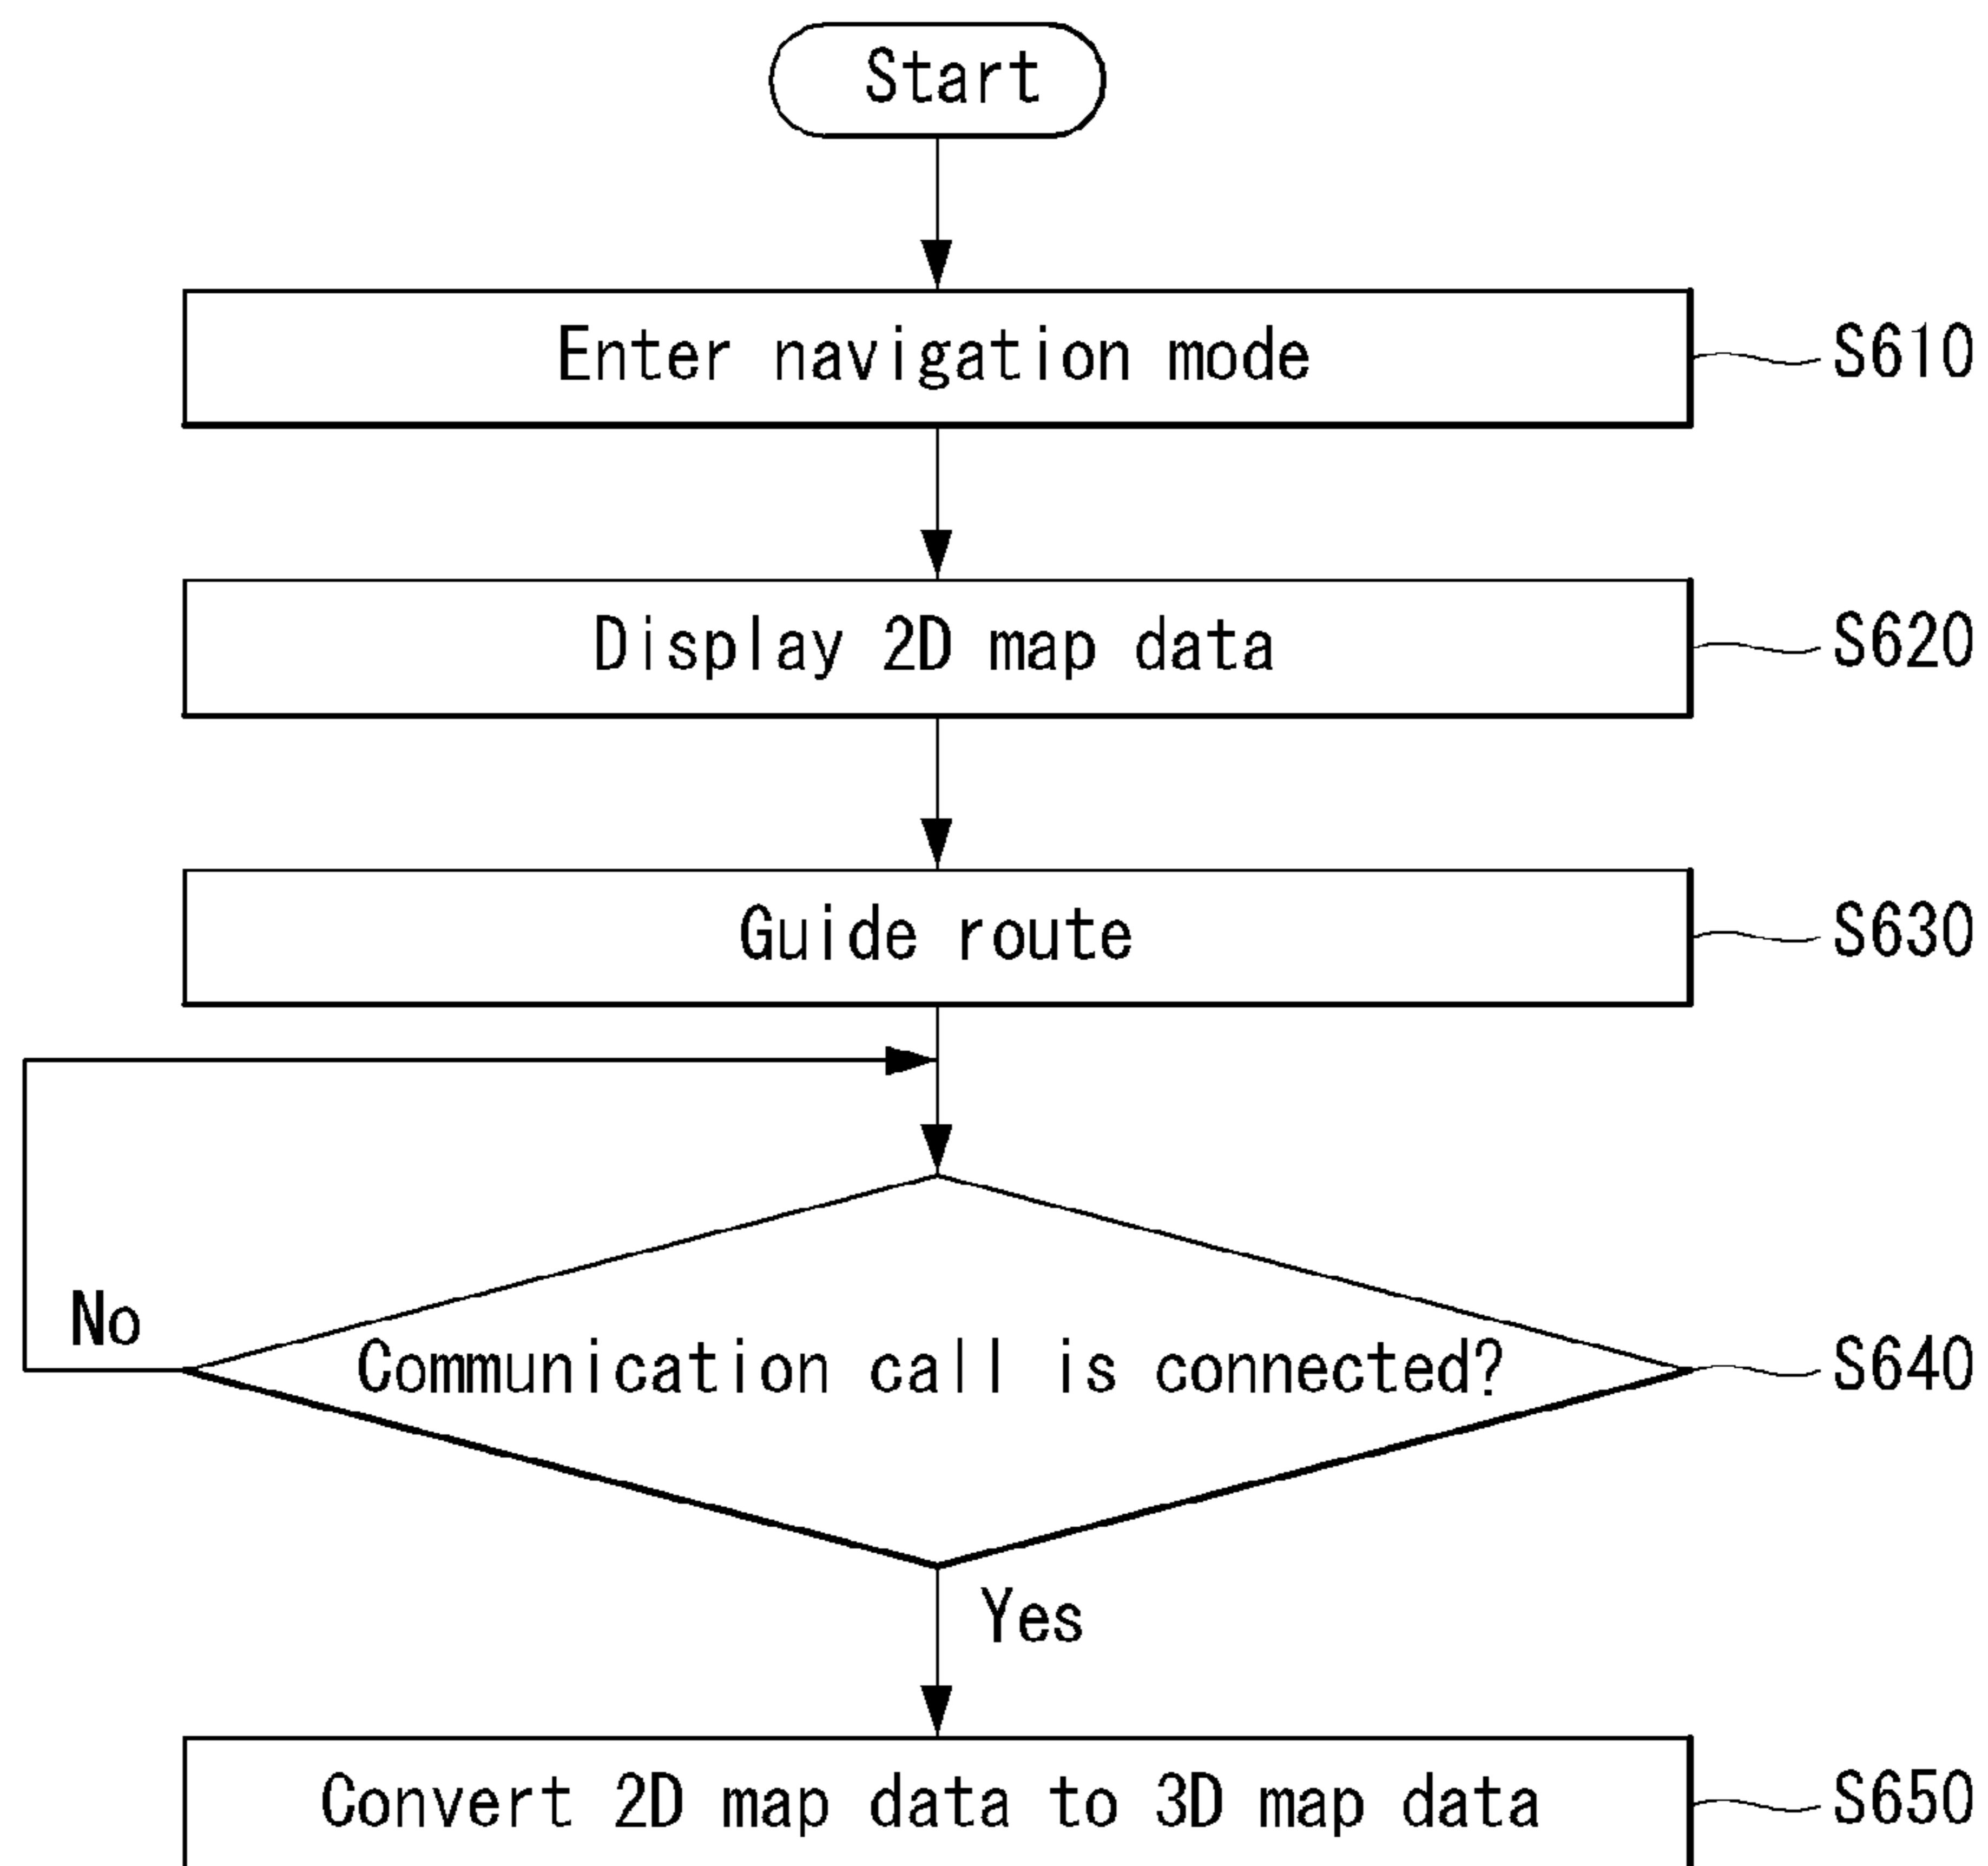 Start
Enter navigation mode
S610
Display 2D map data
S620
Guide route
S630
No
Communication call is connected?
S640
Yes
Convert 2D map data to 3D map data
S650